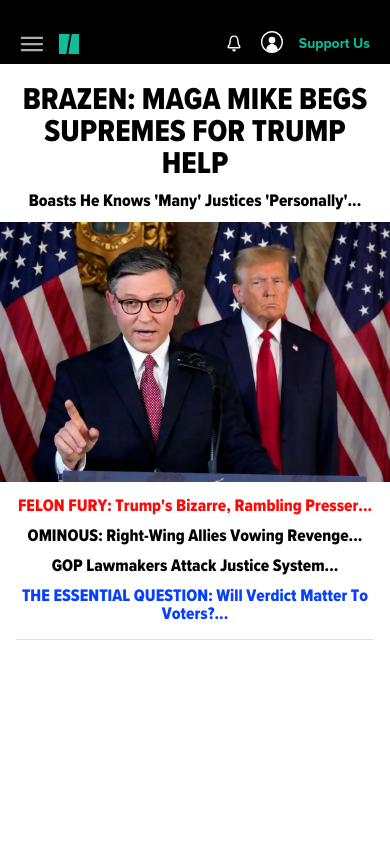 Support Us
BRAZEN: MAGA MIKE BEGS
SUPREMES FOR TRUMP
HELP
Boasts He Knows 'Many' Justices 'Personally'...
FELON FURY: Trump's Bizarre, Rambling Presser...
OMINOUS: Right-Wing Allies Vowing Revenge...
GOP Lawmakers Attack Justice System...
THE ESSENTIAL QUESTION: Will Verdict Matter To
Voters?...